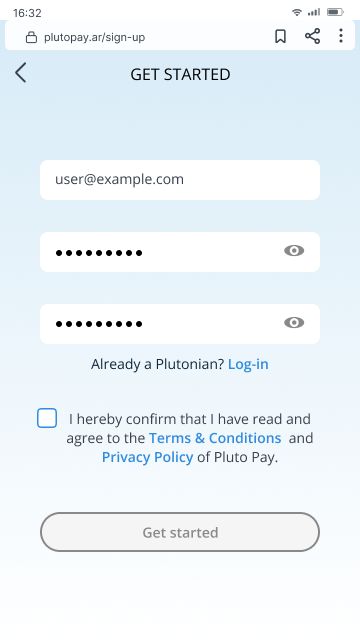 16:32
plutopay.ar/sign-up
GET STARTED
user@example.com
•••••••••
•••••••••
Already a Plutonian? Log-in
I hereby confirm that I have read and
agree to the Terms & Conditions and
Privacy Policy of Pluto Pay.
Get started